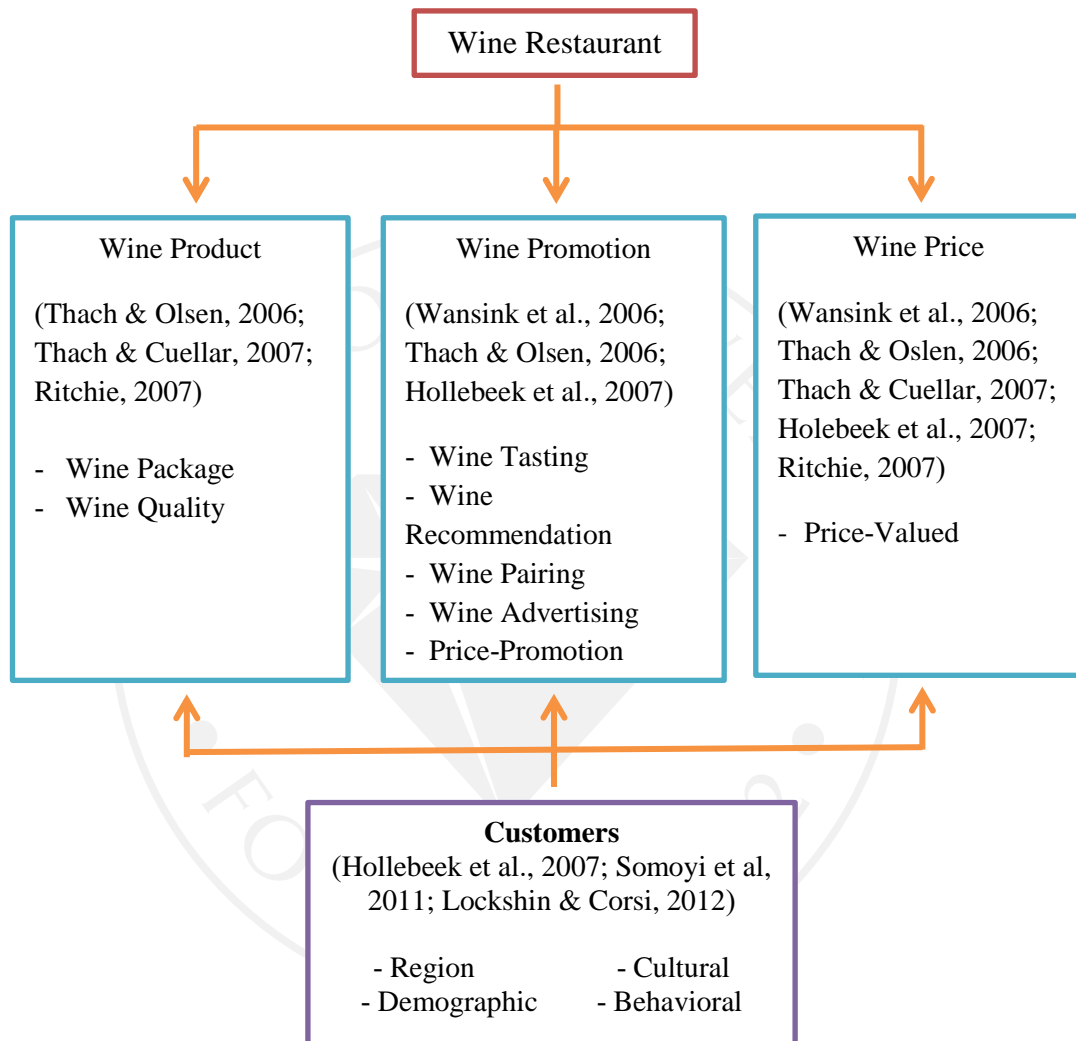 Wine Restaurant
Wine Product
(Thach & Olsen, 2006;
Thach & Cuellar, 2007;
Ritchie, 2007)
- Wine Package
- Wine Quality
Wine Promotion
(Wansink et al., 2006;
Thach & Olsen, 2006;
Hollebeek et al., 2007)
- Wine Tasting
- Wine
Recommendation
- Wine Pairing
- Wine Advertising
- Price-Promotion
Wine Price
(Wansink et al., 2006;
Thach & Oslen, 2006;
Thach & Cuellar, 2007;
Holebeek et al., 2007;
Ritchie, 2007)
- Price-Valued
Customers
(Hollebeek et al., 2007; Somoyi et al,
2011; Lockshin & Corsi, 2012)
- Region - Cultural
- Demographic - Behavioral